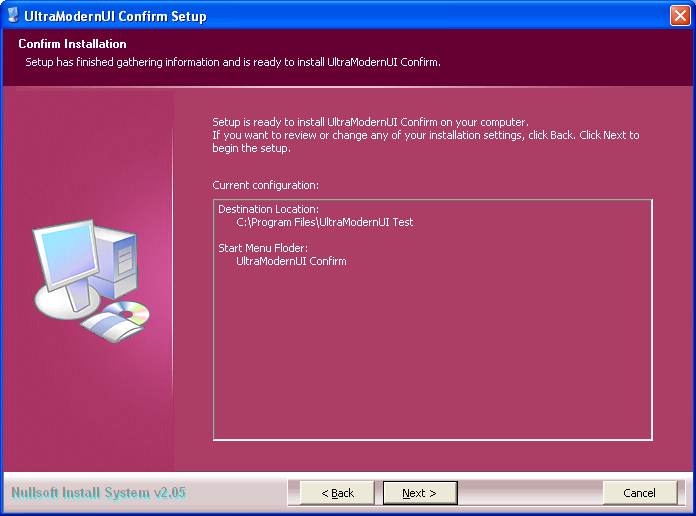 UltraModernUI Confirm Setup
Confirm Installation
Setup has finished gathering information and is ready to install UltraModernUI Confirm.
Setup is ready to install UltraModernUI Confirm on your computer.
If you want to review or change any of your installation settings, click Back. Click Next to
begin the setup.
Current configuration:
Destination Location:
C:\Program Files\UltraModernUI Test
Start Menu Floder:
UltraModernUI Confirm
Nullsoft Install System v2.05
< Back
Next >
Cancel